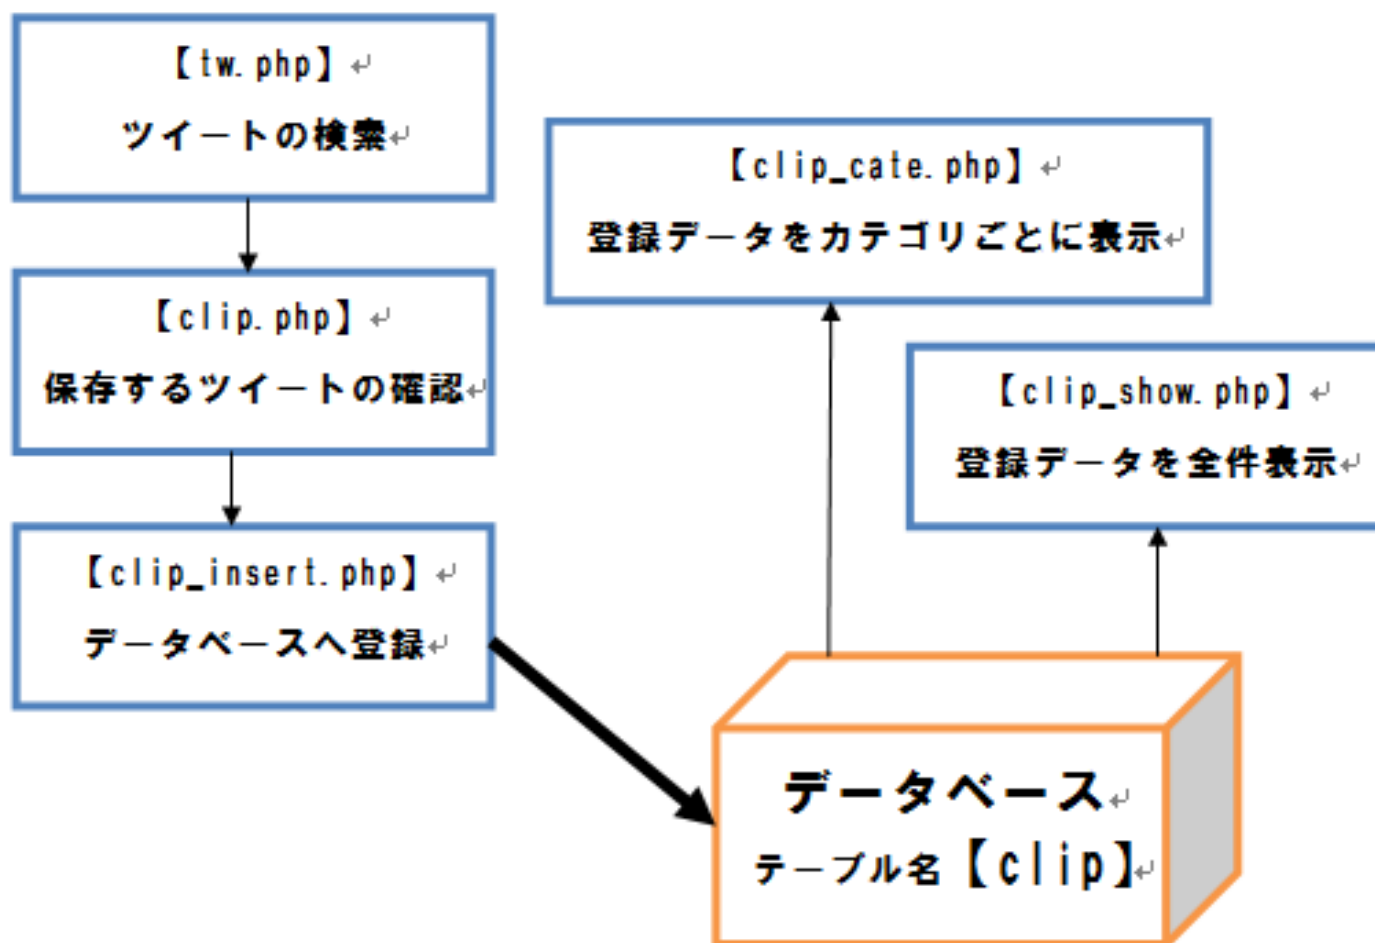 【tw.php】
ツイートの検索
【clip.php】
保存するツイートの確認
【clip_insert.php】
データベースへ登録
【clip_cate.php】
登録データをカテゴリごとに表示
【clip_show.php】
登録データを全件表示
データベース
テーブル名【clip】